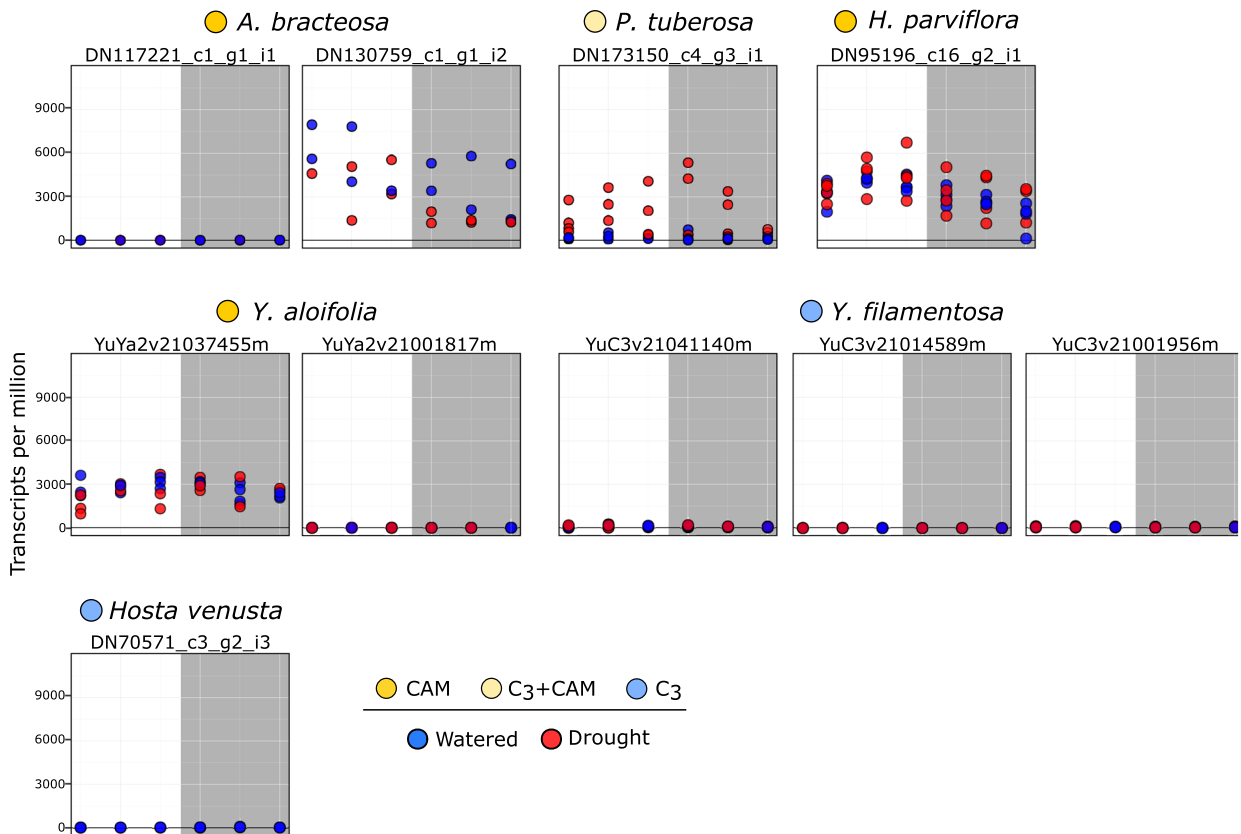 A. bracteosa
P. tuberosa
H. parviflora
DN117221_c1_g1_i1
DN130759_c1_g1_i2
DN173150_c4_g3_i1
DN95196_c16_g2_i1
9000
6000
3000
0
Transcripts per million
Y. aloifolia
Y. filamentosa
YuYa2v21037455m
YuYa2v21001817m
YuC3v21041140m
YuC3v21014589m
YuC3v21001956m
9000
6000
3000
0
Hosta venusta
DN70571_c3_g2_i3
9000
6000
3000
0
CAM
C3+CAM
C3
Watered
Drought